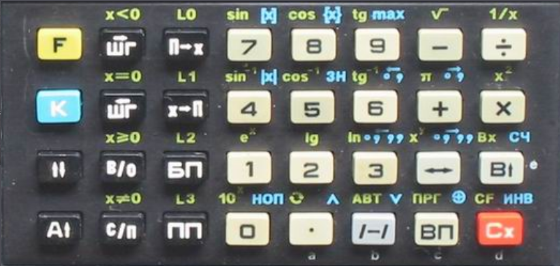 x<0 L0 sin [x] cos {x} tg max √ 1/x
F ШГ П→x 7 8 9 − ÷
x=0 L1 sin⁻¹ |x| cos⁻¹ ЗН tg⁻¹ π x²
K ШГ x→П 4 5 6 + ×
x≥0 L2 eˣ lg ln xʸ Bx СЧ
В/О БП 1 2 3 ↔ В↑ e
x≠0 L3 10ˣ НОП ↻ ∧ АВТ ∨ ПРГ ⊕ CF ИНВ
А↑ С/П ПП 0 · /−/ ВП Cx
a b c d